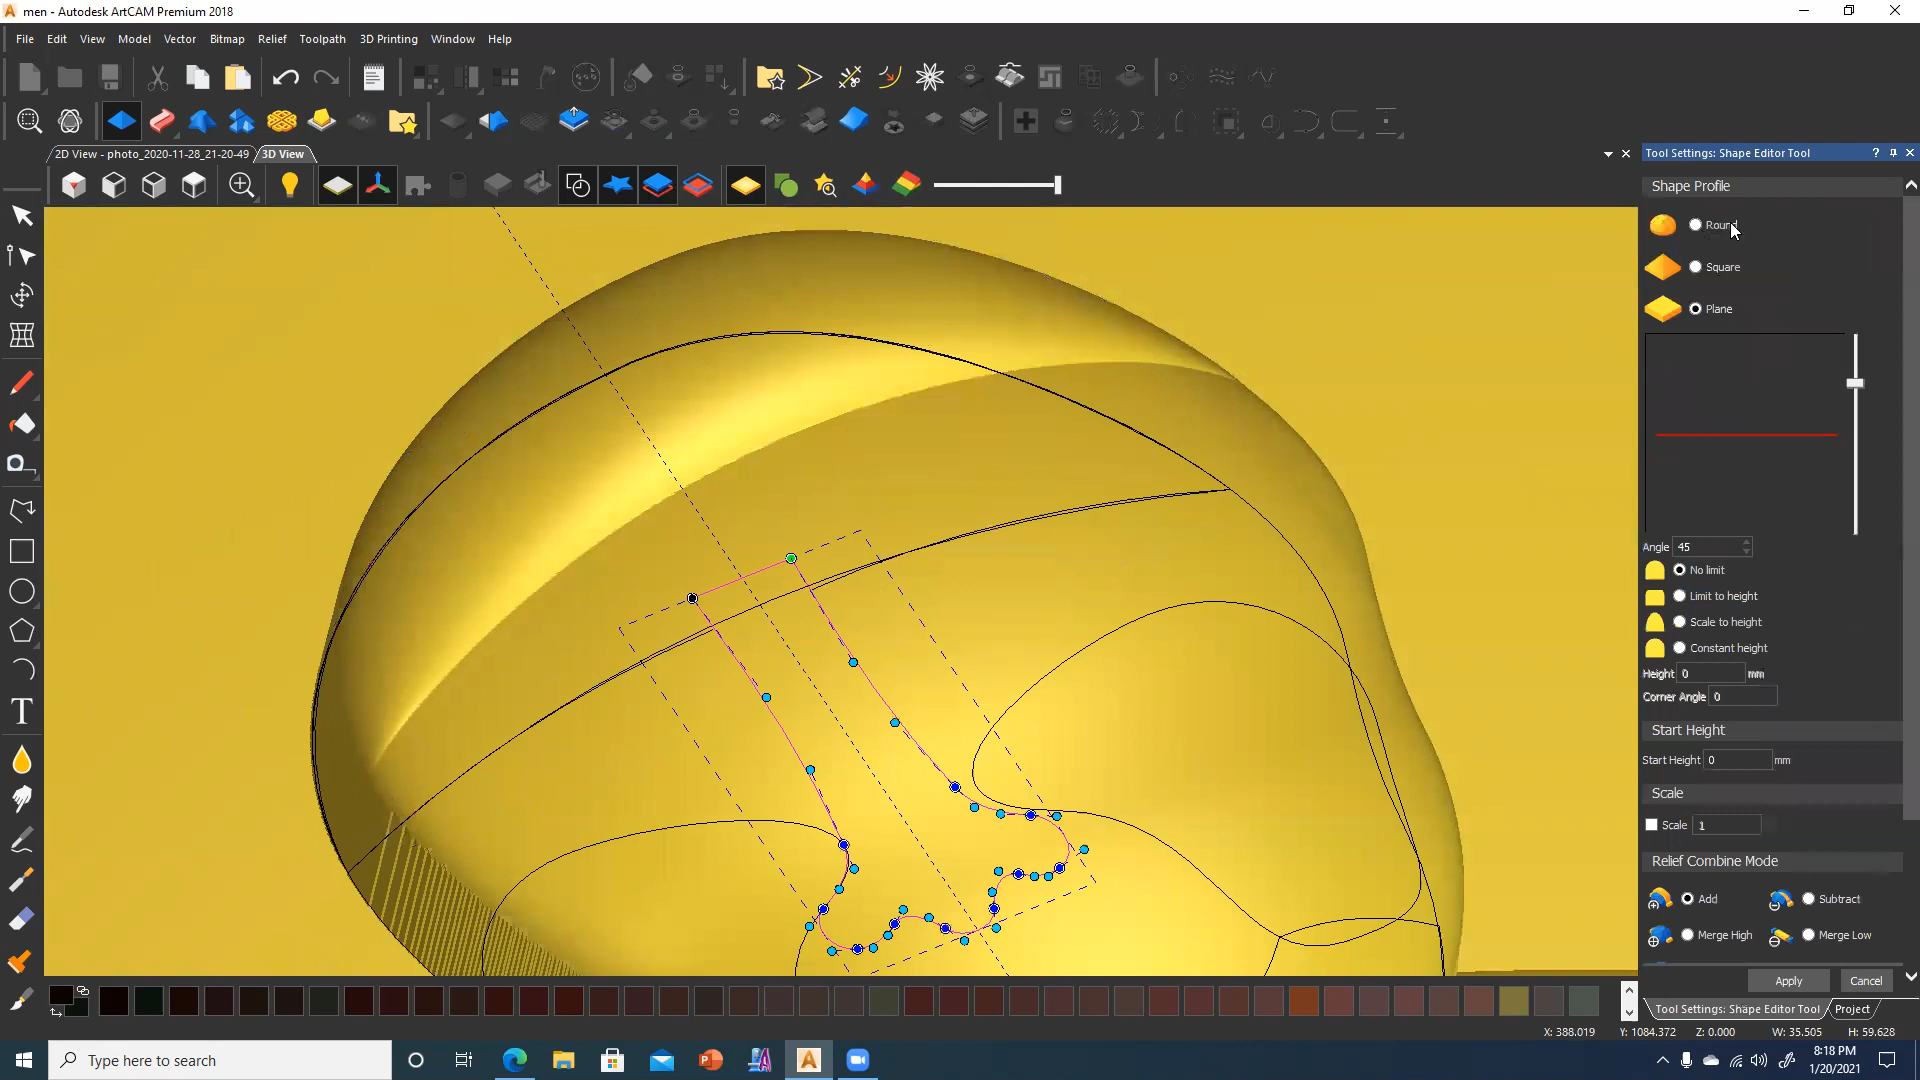 men - Autodesk ArtCAM Premium 2018
File Edit View Model Vector Bitmap Relief Toolpath 3D Printing Window Help
2D View - photo_2020-11-28_21-20-49 3D View
Tool Settings: Shape Editor Tool
Shape Profile
Round
Square
Plane
Angle 45
No limit
Limit to height
Scale to height
Constant height
Height 0 mm
Corner Angle 0
Start Height
Start Height 0 mm
Scale
Scale 1
Relief Combine Mode
Add Subtract
Merge High Merge Low
Apply Cancel
Tool Settings: Shape Editor Tool Project
X: 388.019 Y: 1084.372 Z: 0.000 W: 35.505 H: 59.628
Type here to search
8:18 PM
1/20/2021